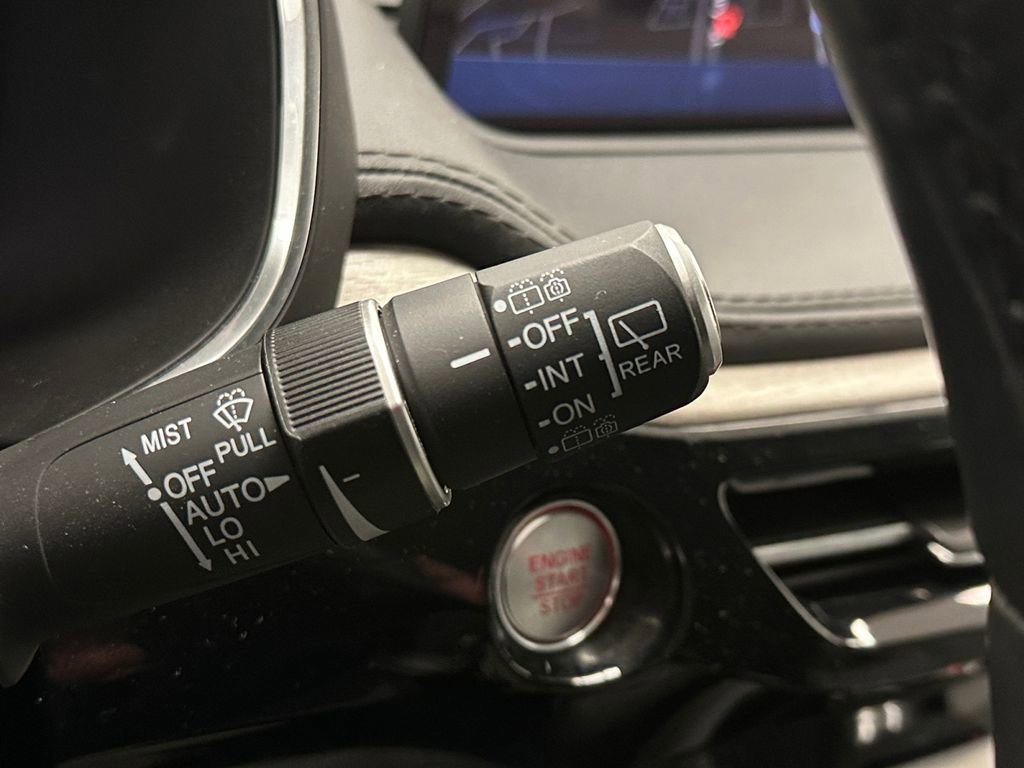 MIST
PULL
OFF
AUTO
LO
HI
OFF
INT
ON
REAR
ENGINE
START
STOP